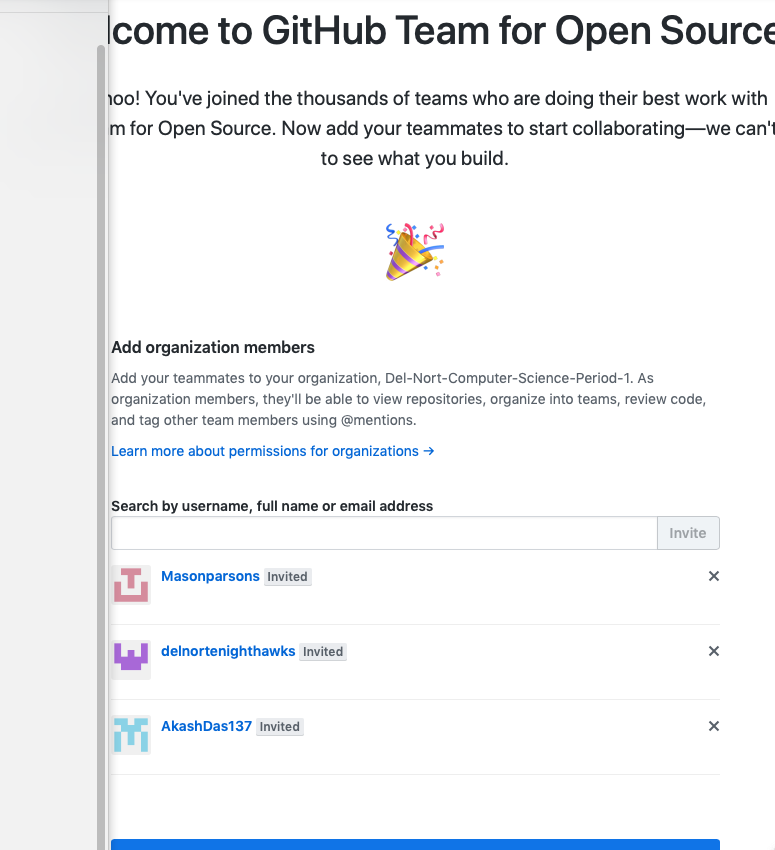 lcome to GitHub Team for Open Source
hoo! You've joined the thousands of teams who are doing their best work with
m for Open Source. Now add your teammates to start collaborating—we can't
to see what you build.
Add organization members
Add your teammates to your organization, Del-Nort-Computer-Science-Period-1. As
organization members, they'll be able to view repositories, organize into teams, review code,
and tag other team members using @mentions.
Learn more about permissions for organizations →
Search by username, full name or email address
Invite
Masonparsons Invited
delnortenighthawks Invited
AkashDas137 Invited